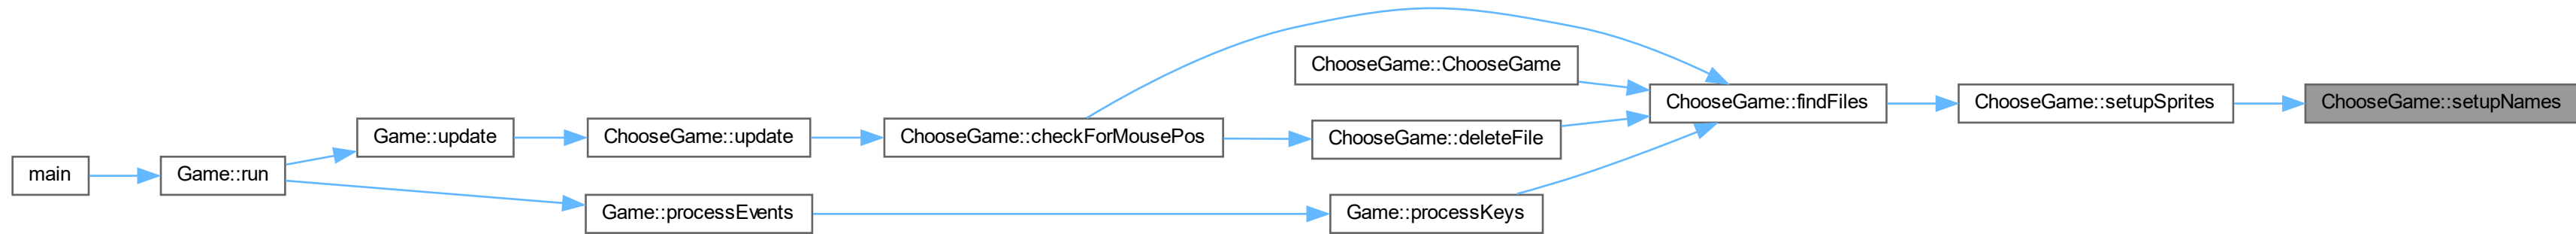 ChooseGame::ChooseGame
ChooseGame::findFiles
ChooseGame::setupSprites
ChooseGame::setupNames
Game::update
ChooseGame::update
ChooseGame::checkForMousePos
ChooseGame::deleteFile
main
Game::run
Game::processEvents
Game::processKeys